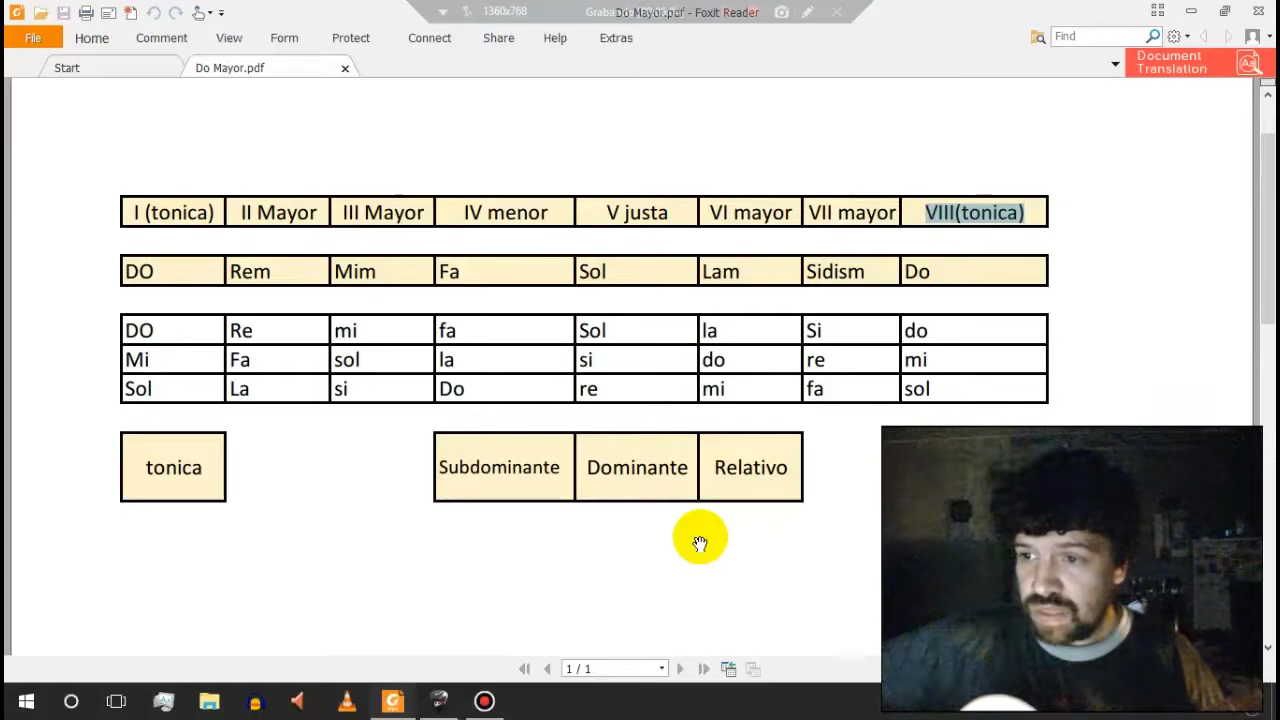 1360x768
Do Mayor.pdf - Foxit Reader
File Home Comment View Form Protect Connect Share Help Extras
Find
Start
Do Mayor.pdf
Document
Translation
I (tonica) II Mayor III Mayor IV menor V justa VI mayor VII mayor VIII(tonica)
DO Rem Mim Fa Sol Lam Sidism Do
DO Re mi fa Sol la Si do
Mi Fa sol la si do re mi
Sol La si Do re mi fa sol
tonica Subdominante Dominante Relativo
1 / 1